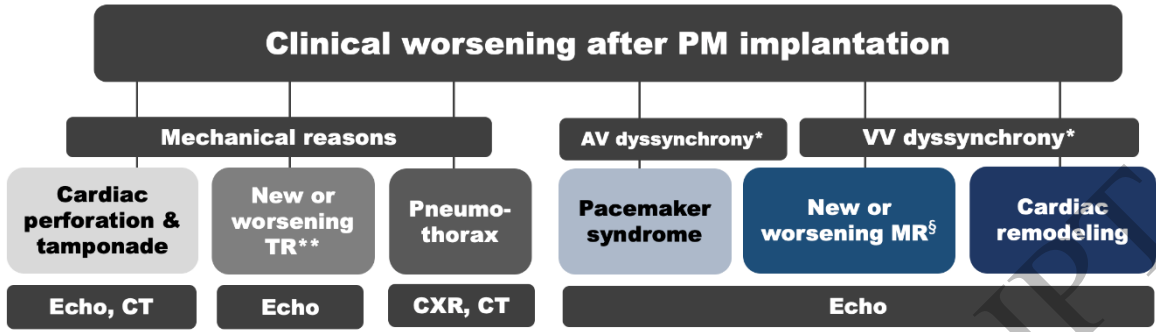 Clinical worsening after PM implantation
Mechanical reasons
AV dyssynchrony*
VV dyssynchrony*
Cardiac
perforation &
tamponade
New or
worsening
TR**
Pneumo-
thorax
Pacemaker
syndrome
New or
worsening MR§
Cardiac
remodeling
Echo, CT
Echo
CXR, CT
Echo
IPT